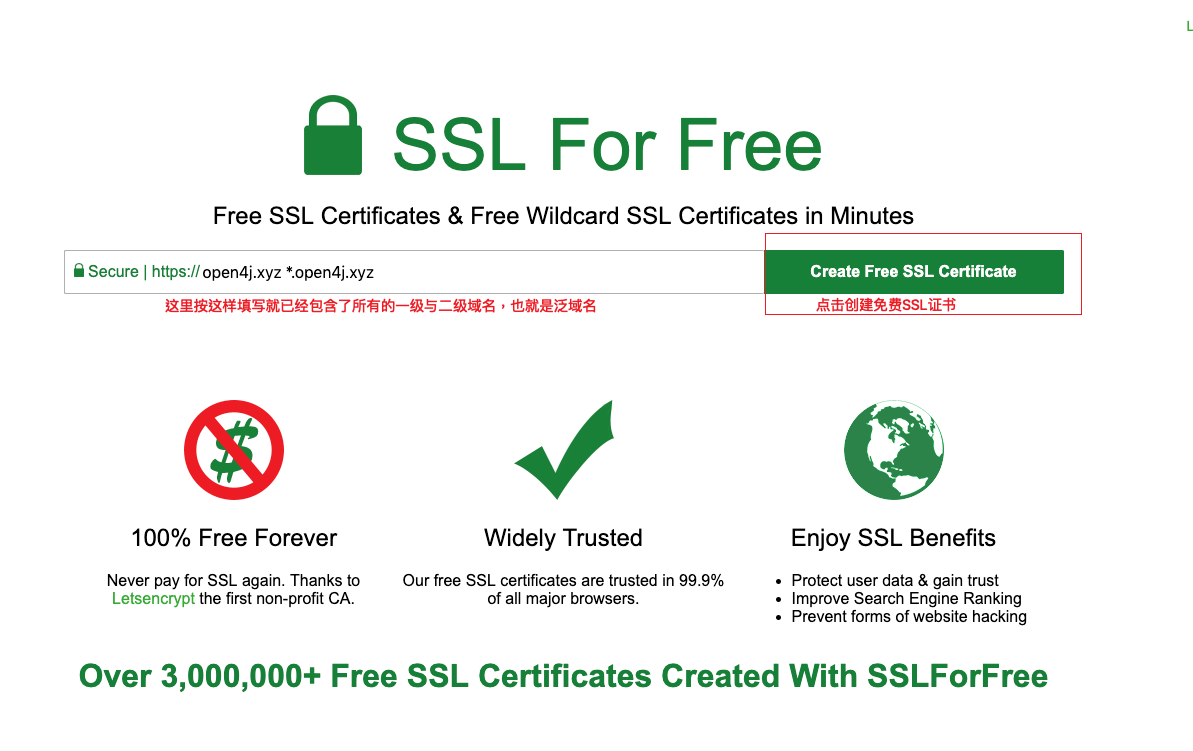 L
SSL For Free
Free SSL Certificates & Free Wildcard SSL Certificates in Minutes
Secure | https:// open4j.xyz *.open4j.xyz
Create Free SSL Certificate
这里按这样填写就已经包含了所有的一级与二级域名，也就是泛域名
点击创建免费SSL证书
100% Free Forever
Never pay for SSL again. Thanks to
Letsencrypt the first non-profit CA.
Widely Trusted
Our free SSL certificates are trusted in 99.9%
of all major browsers.
Enjoy SSL Benefits
• Protect user data & gain trust
• Improve Search Engine Ranking
• Prevent forms of website hacking
Over 3,000,000+ Free SSL Certificates Created With SSLForFree